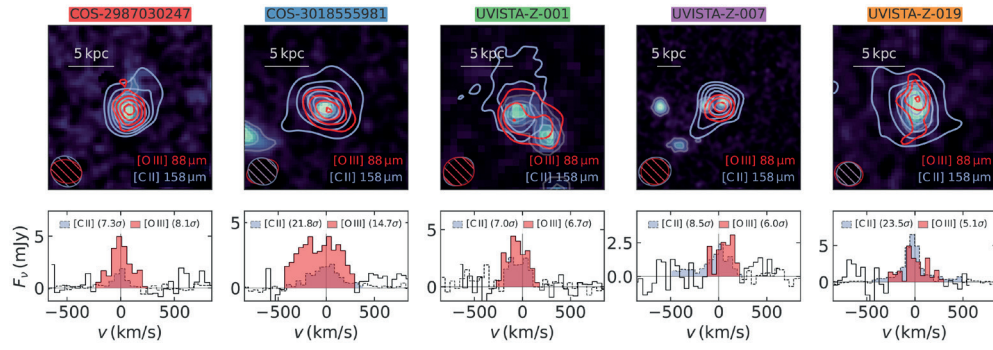 COS-2987030247 COS-3018555981 UVISTA-Z-001 UVISTA-Z-007 UVISTA-Z-019
5 kpc 5 kpc 5 kpc 5 kpc 5 kpc
[O III] 88 μm [O III] 88 μm [O III] 88 μm [O III] 88 μm [O III] 88 μm
[C II] 158 μm [C II] 158 μm [C II] 158 μm [C II] 158 μm [C II] 158 μm
[C II] (7.3σ) [O III] (8.1σ) [C II] (21.8σ) [O III] (14.7σ) [C II] (7.0σ) [O III] (6.7σ) [C II] (8.5σ) [O III] (6.0σ) [C II] (23.5σ) [O III] (5.1σ)
Fν (mJy)
5 5 5 2.5 5
0 0 0 0.0 0
−500 0 500 −500 0 500 −500 0 500 −500 0 500 −500 0 500
v (km/s) v (km/s) v (km/s) v (km/s) v (km/s)